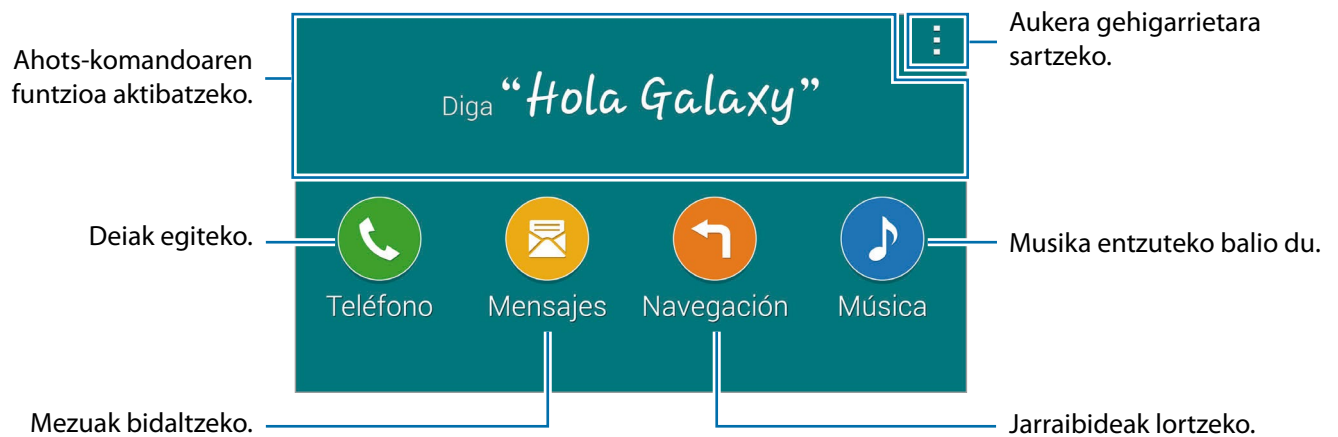 Ahots-komandoaren
funtzioa aktibatzeko.
Aukera gehigarrietara
sartzeko.
Diga “Hola Galaxy”
Deiak egiteko.
Musika entzuteko balio du.
Teléfono Mensajes Navegación Música
Mezuak bidaltzeko.
Jarraibideak lortzeko.